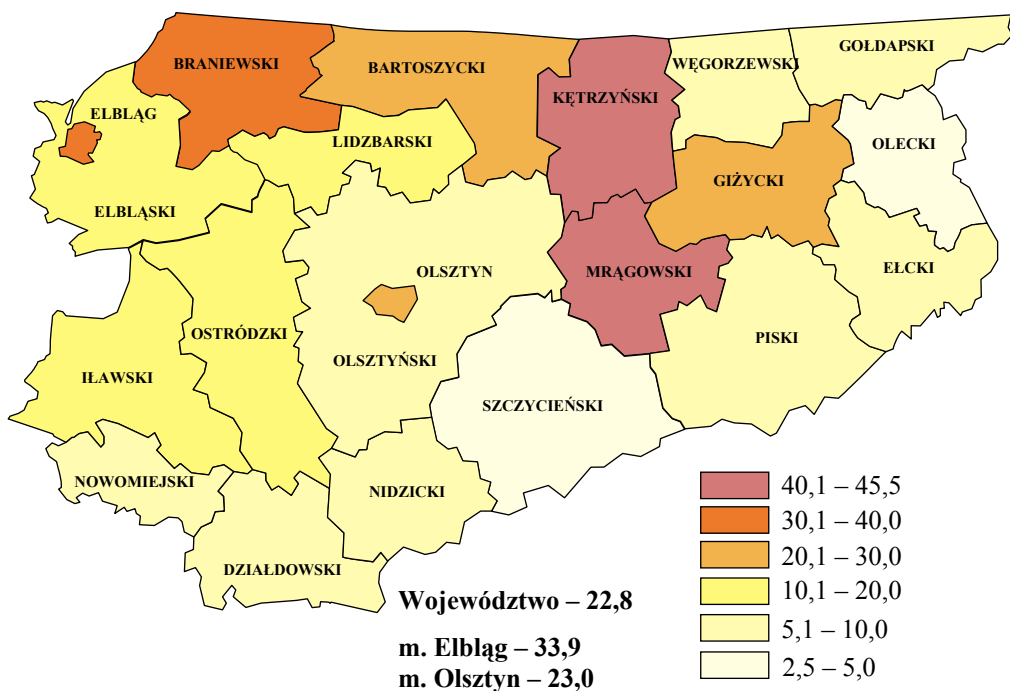 GOŁDAPSKI
BRANIEWSKI
BARTOSZYCKI
WĘGORZEWSKI
KĘTRZYŃSKI
ELBLĄG
LIDZBARSKI
OLECKI
GIŻYCKI
ELBLĄSKI
OLSZTYN
MRĄGOWSKI
EŁCKI
OSTRÓDZKI
PISKI
OLSZTYŃSKI
IŁAWSKI
SZCZYCIEŃSKI
NOWOMIEJSKI
NIDZICKI
DZIAŁDOWSKI
Województwo – 22,8
m. Elbląg – 33,9
m. Olsztyn – 23,0
40,1 – 45,5
30,1 – 40,0
20,1 – 30,0
10,1 – 20,0
5,1 – 10,0
2,5 – 5,0